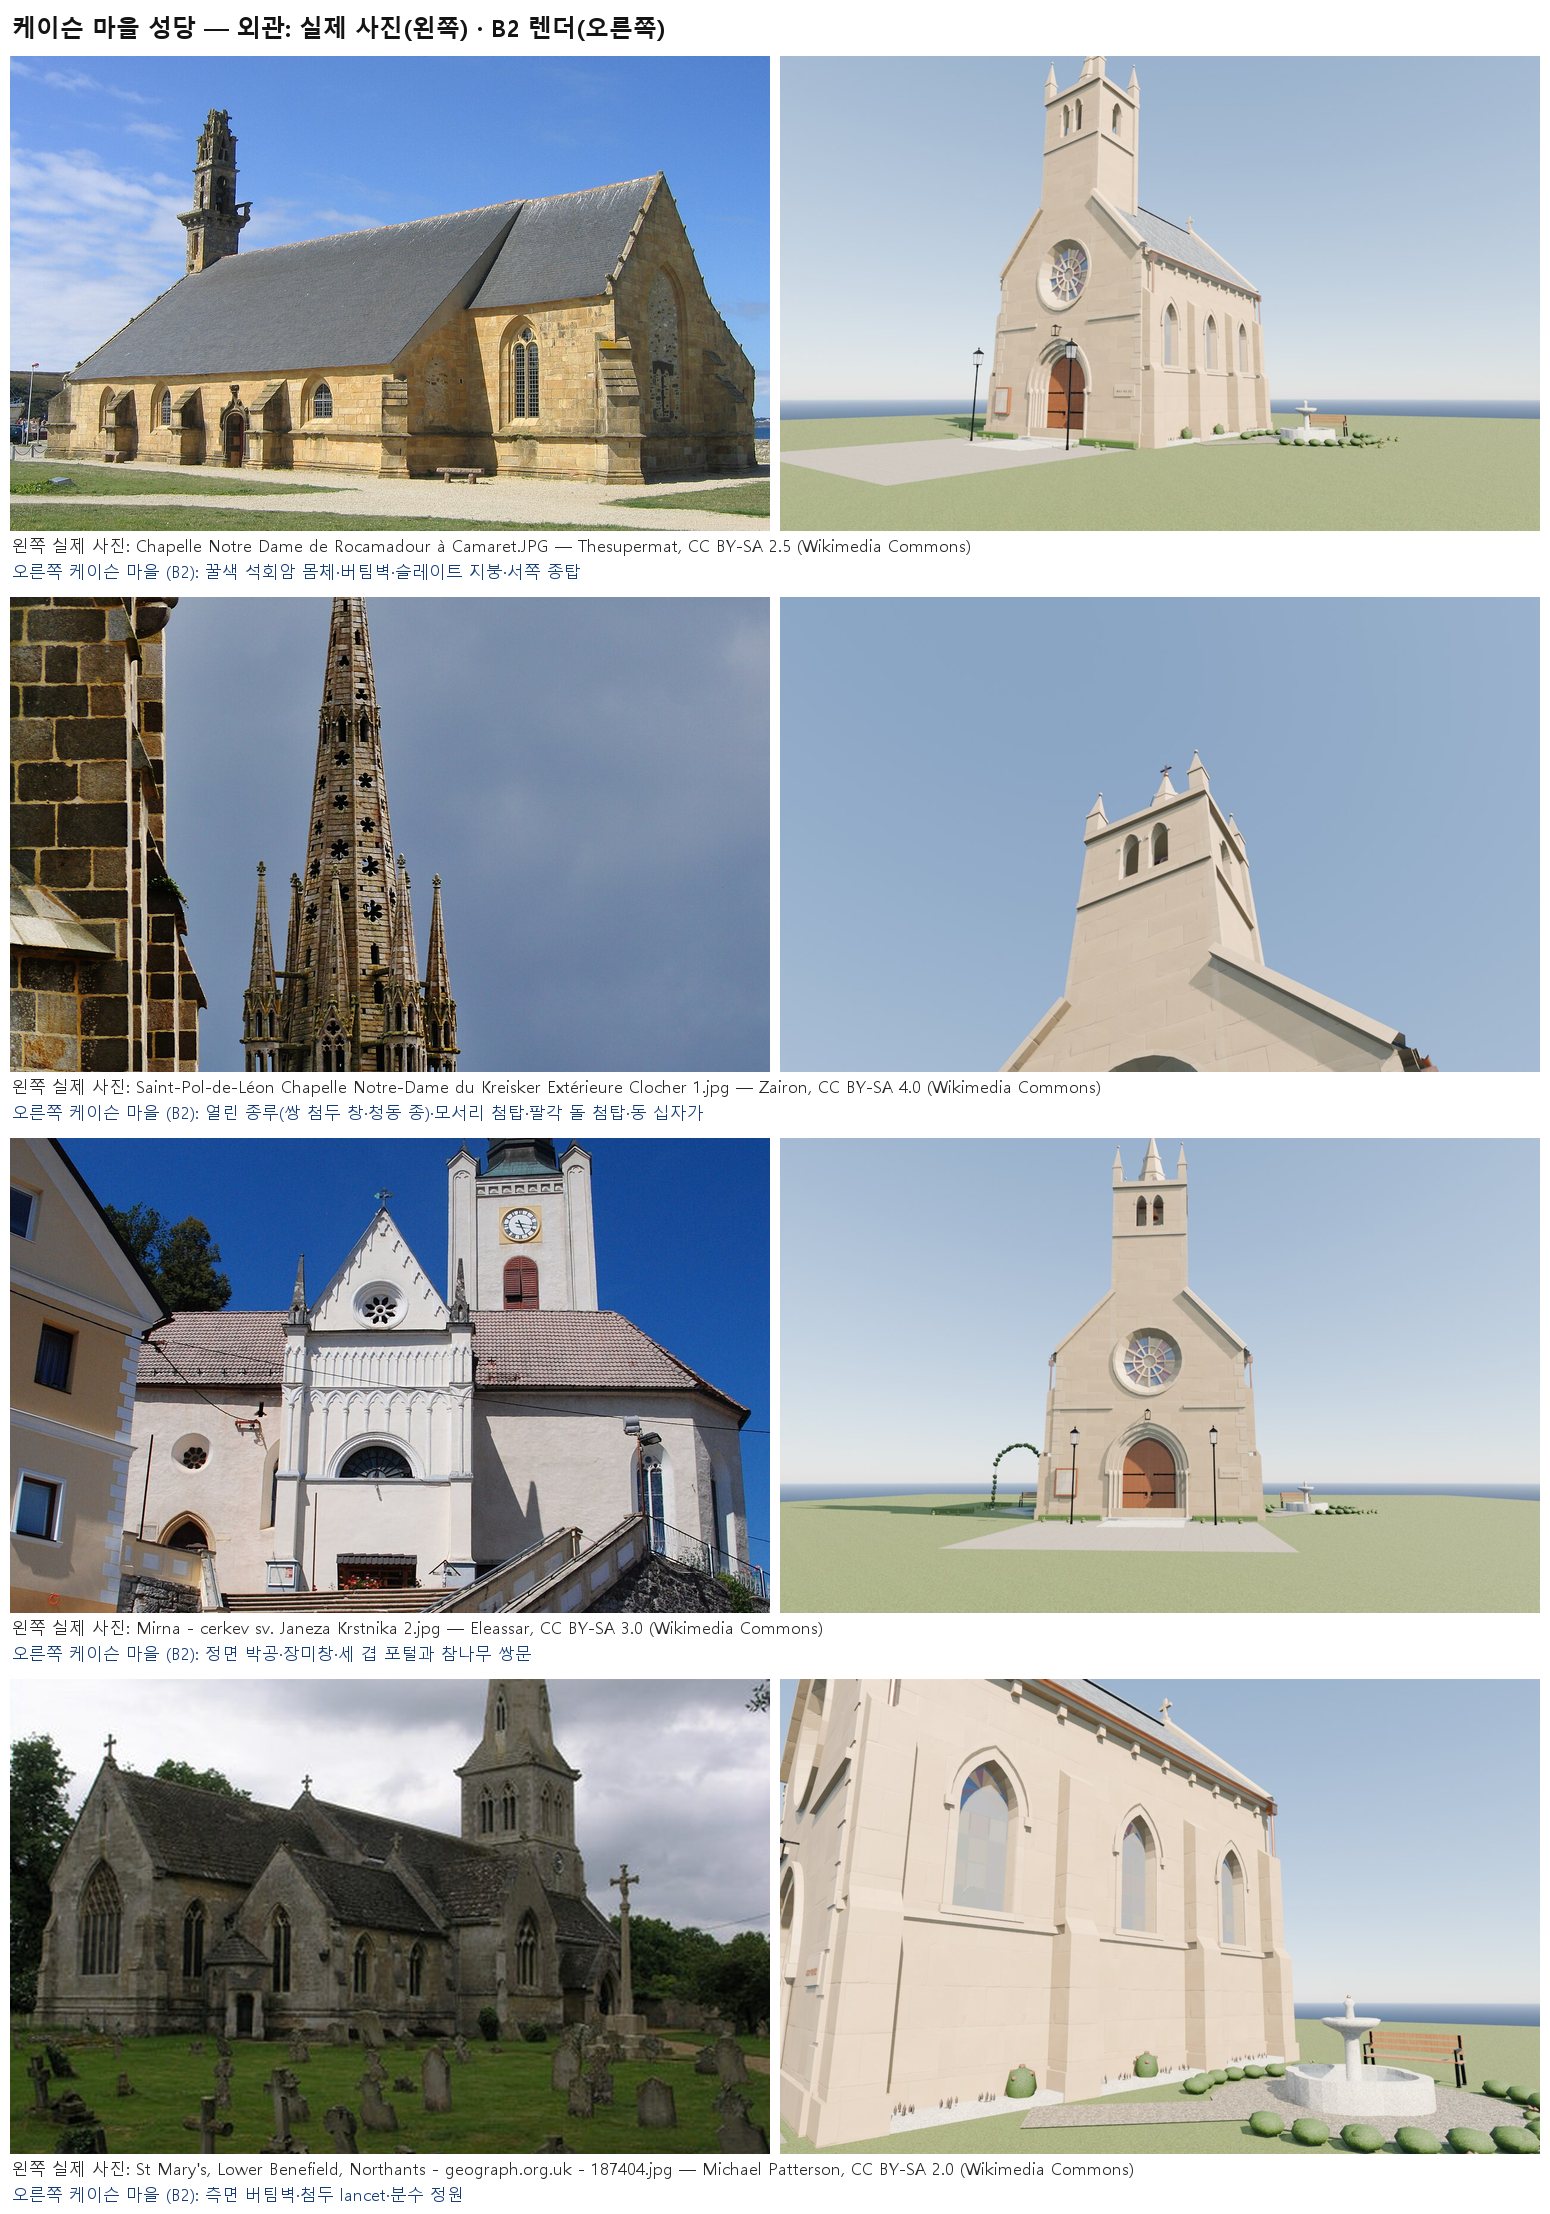 케이슨 마을 성당 — 외관: 실제 사진(왼쪽) · B2 렌더(오른쪽)
왼쪽 실제 사진: Chapelle Notre Dame de Rocamadour à Camaret.JPG — Thesupermat, CC BY-SA 2.5 (Wikimedia Commons)
오른쪽 케이슨 마을 (B2): 꿀색 석회암 몸체·버팀벽·슬레이트 지붕·서쪽 종탑
왼쪽 실제 사진: Saint-Pol-de-Léon Chapelle Notre-Dame du Kreisker Extérieure Clocher 1.jpg — Zairon, CC BY-SA 4.0 (Wikimedia Commons)
오른쪽 케이슨 마을 (B2): 열린 종루(쌍 첨두 창·청동 종)·모서리 첨탑·팔각 돌 첨탑·동 십자가
왼쪽 실제 사진: Mirna - cerkev sv. Janeza Krstnika 2.jpg — Eleassar, CC BY-SA 3.0 (Wikimedia Commons)
오른쪽 케이슨 마을 (B2): 정면 박공·장미창·세 겹 포털과 참나무 쌍문
왼쪽 실제 사진: St Mary's, Lower Benefield, Northants - geograph.org.uk - 187404.jpg — Michael Patterson, CC BY-SA 2.0 (Wikimedia Commons)
오른쪽 케이슨 마을 (B2): 측면 버팀벽·첨두 lancet·분수 정원